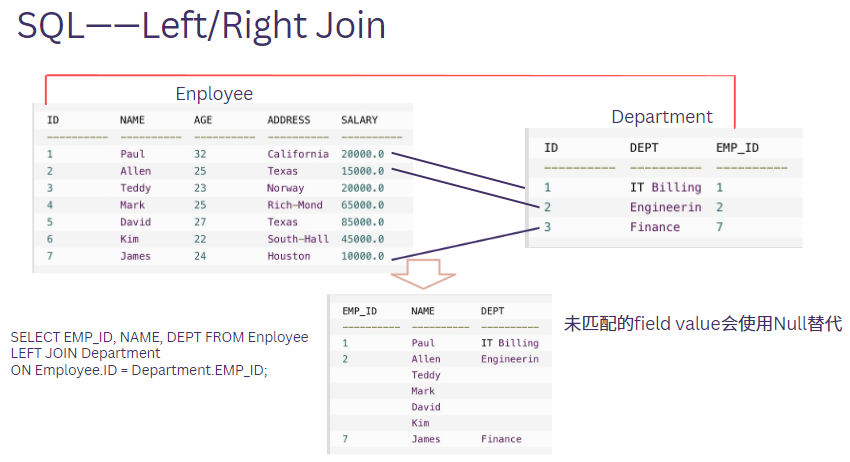 SQL——Left/Right Join
Enployee
ID NAME AGE ADDRESS SALARY
---------- ---------- ---------- ---------- ----------
1 Paul 32 California 20000.0
2 Allen 25 Texas 15000.0
3 Teddy 23 Norway 20000.0
4 Mark 25 Rich-Mond 65000.0
5 David 27 Texas 85000.0
6 Kim 22 South-Hall 45000.0
7 James 24 Houston 10000.0
Department
ID DEPT EMP_ID
---------- ---------- ----------
1 IT Billing 1
2 Engineerin 2
3 Finance 7
SELECT EMP_ID, NAME, DEPT FROM Enployee
LEFT JOIN Department
ON Employee.ID = Department.EMP_ID;
EMP_ID NAME DEPT
---------- ---------- ----------
1 Paul IT Billing
2 Allen Engineerin
Teddy
Mark
David
Kim
7 James Finance
未匹配的field value会使用Null替代